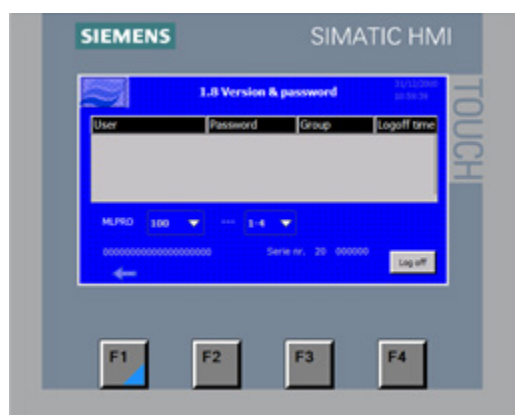 SIEMENS SIMATIC HMI
TOUCH
1.8 Version & password 31/12/2000
10:59:39
User Password Group Logoff time
MLPRO 100 --- 1-4
Serie nr. 20 000000
Log off
F1 F2 F3 F4